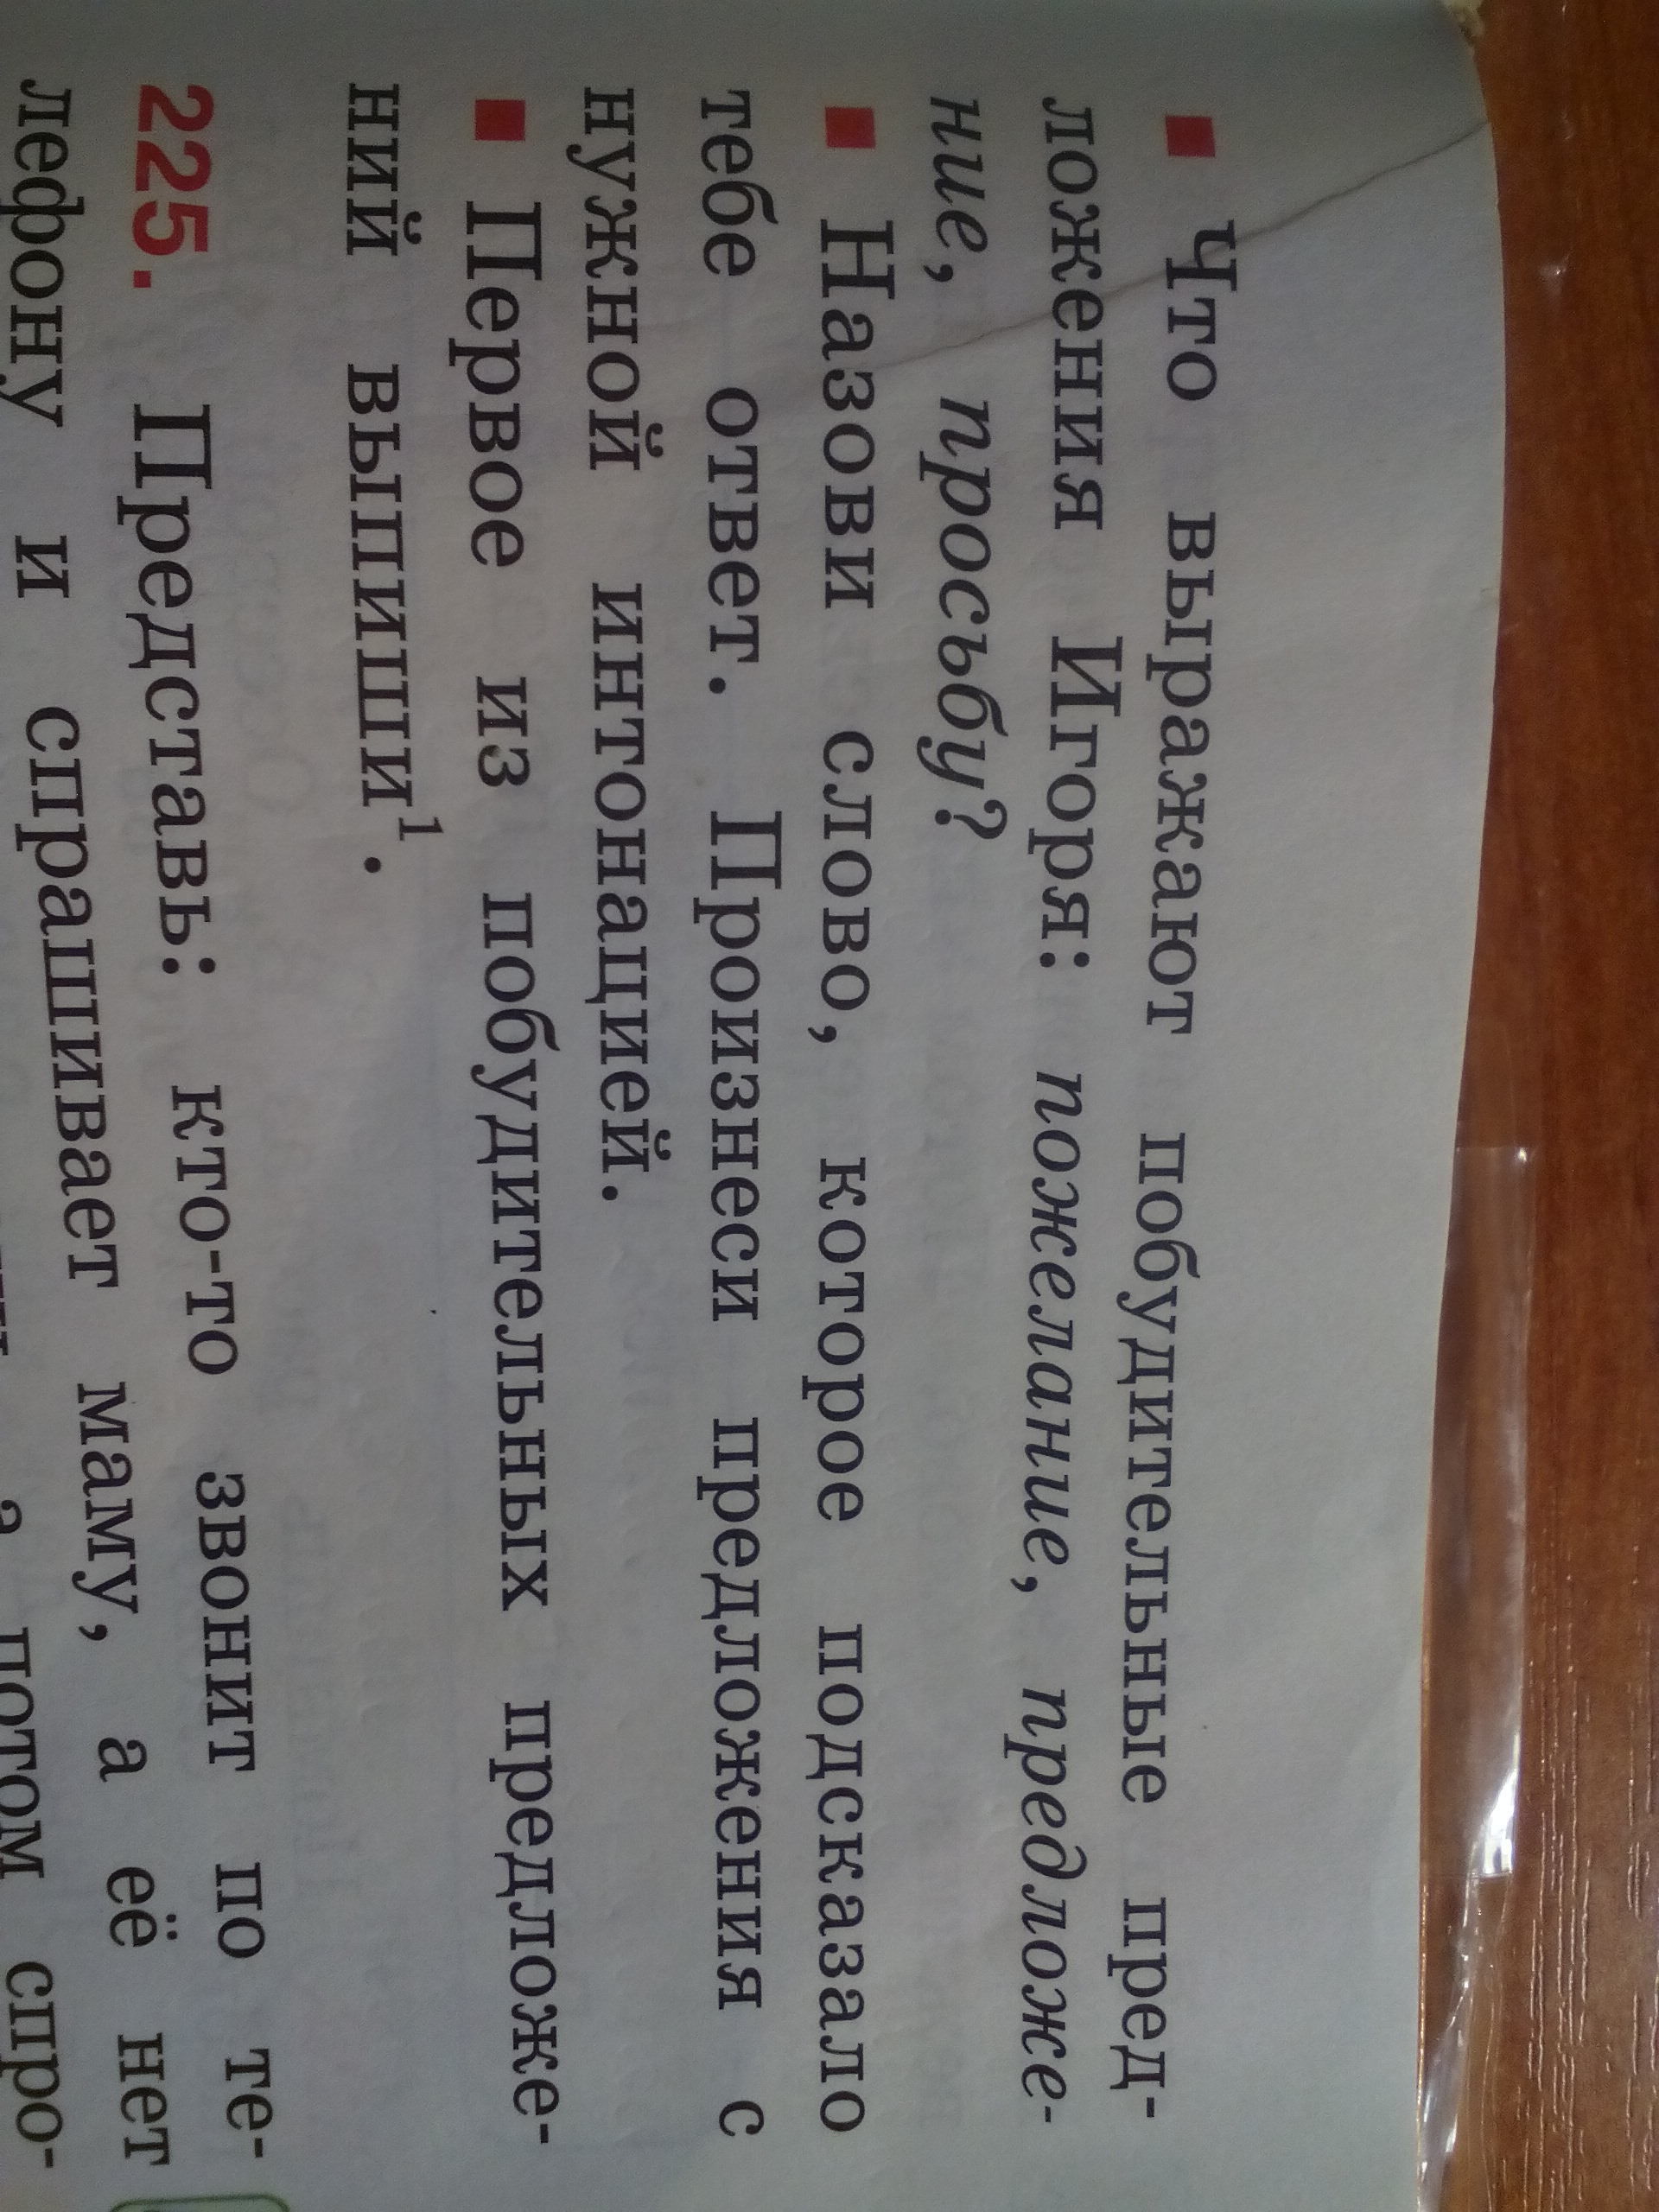 ■ Что выражают побудительные пред-
ложения Игоря: пожелание, предложе-
ние, просьбу?
■ Назови слово, которое подсказало
тебе ответ. Произнеси предложения с
нужной интонацией.
■ Первое из побудительных предложе-
ний выпиши¹.
225. Представь: кто-то звонит по те-
лефону и спрашивает маму, а её нет
а потом спро-